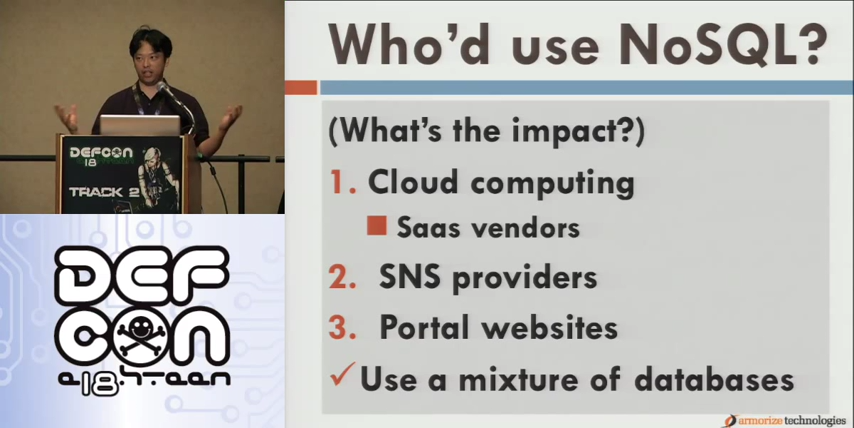 Who'd use NoSQL?
(What's the impact?)
1. Cloud computing
Saas vendors
2. SNS providers
3. Portal websites
Use a mixture of databases
armorize technologies
DEFCON
18
TRACK 2
DEF
CON
e18hteen